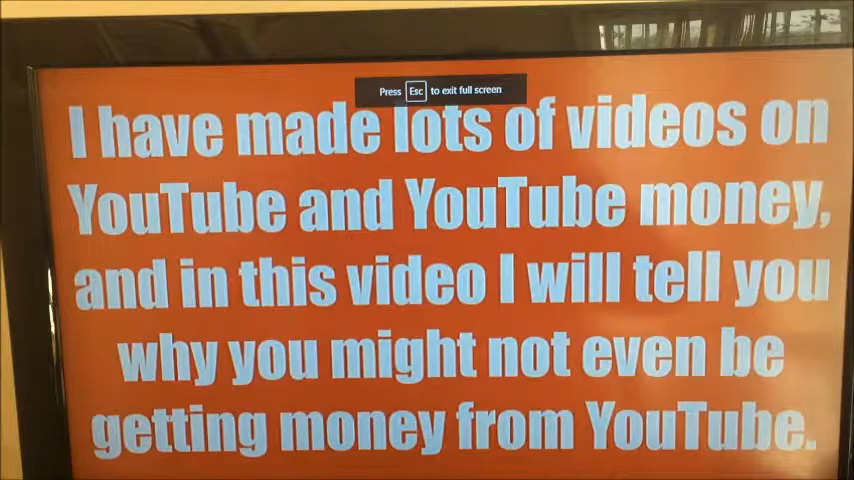 Press Esc to exit full screen
I have made lots of videos on
YouTube and YouTube money,
and in this video I will tell you
why you might not even be
getting money from YouTube.